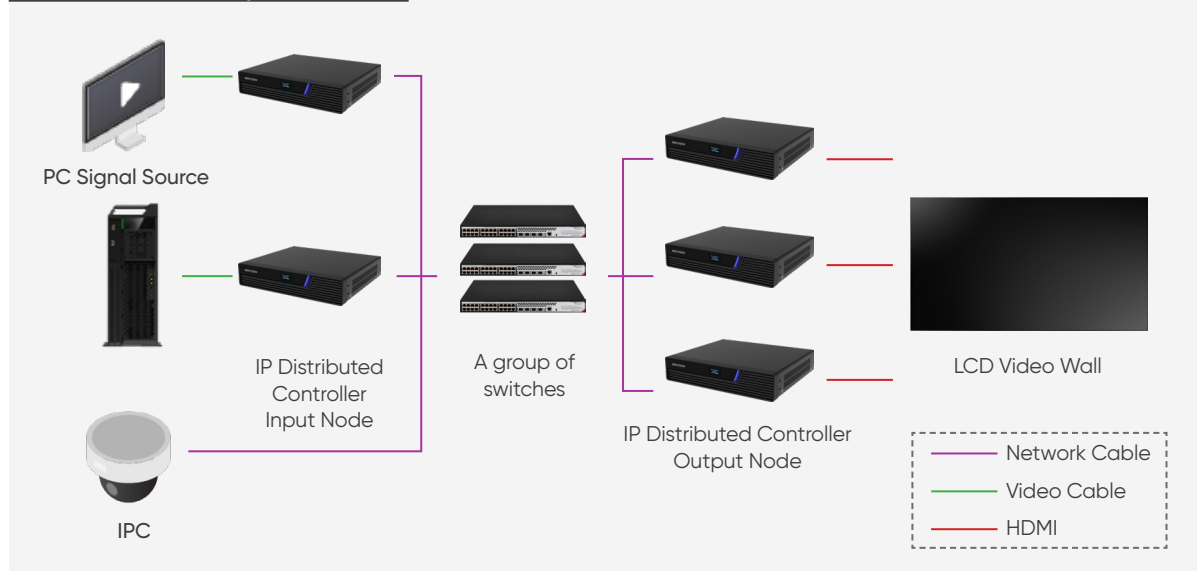 PC Signal Source
IP Distributed
Controller
Input Node
A group of
switches
IP Distributed Controller
Output Node
LCD Video Wall
IPC
Network Cable
Video Cable
HDMI